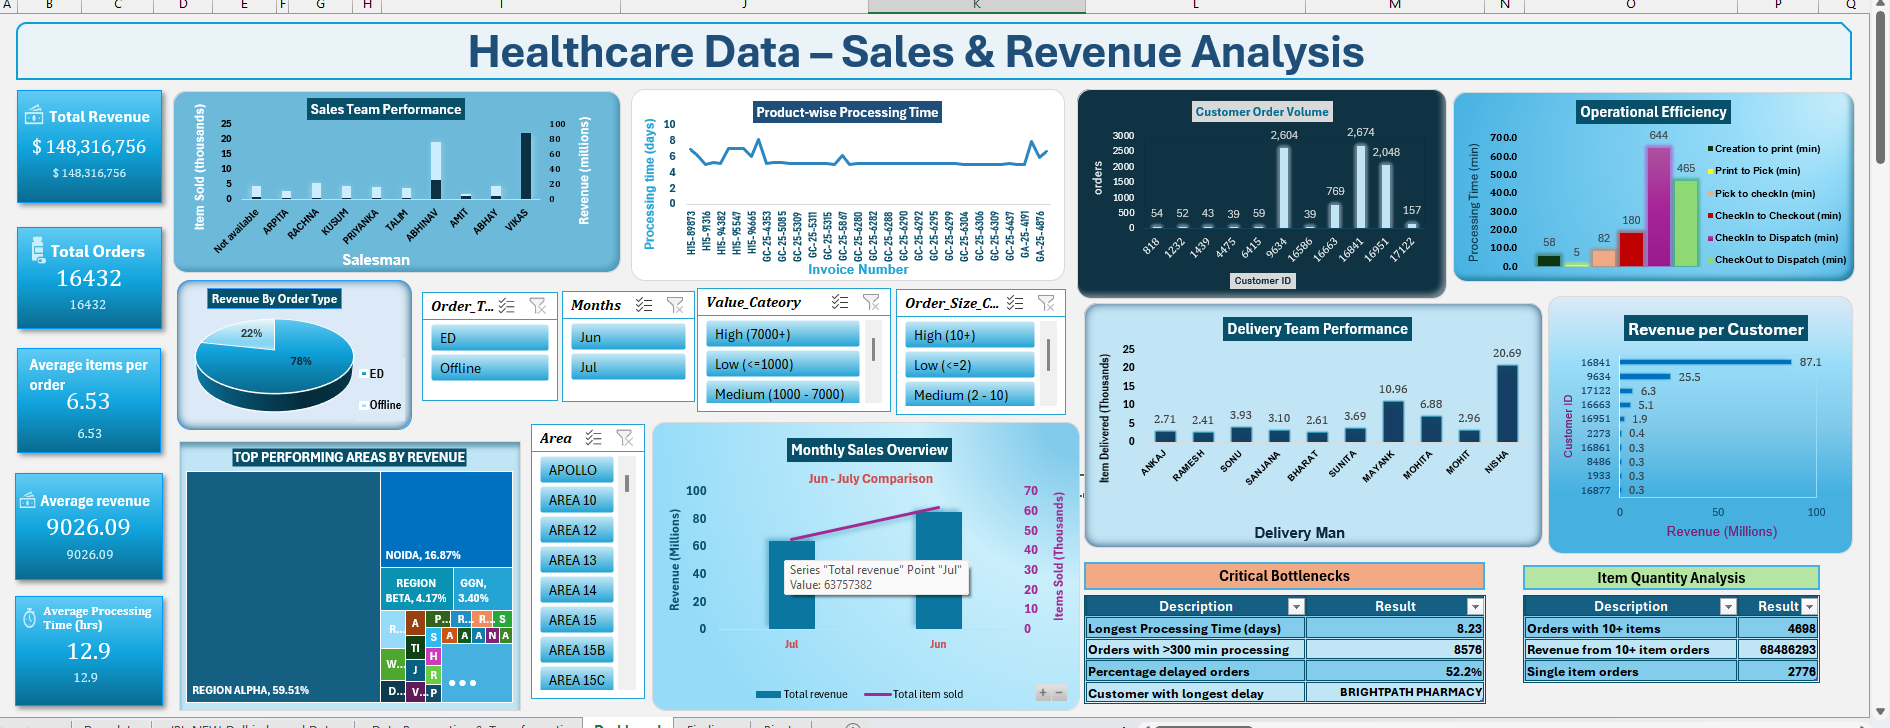 A B C D E F G H I J K L M N O P Q
Healthcare Data – Sales & Revenue Analysis
Total Revenue
$ 148,316,756
$ 148,316,756
Total Orders
16432
16432
Average items per
order
6.53
6.53
Average revenue
9026.09
9026.09
Average Processing
Time (hrs)
12.9
12.9
Sales Team Performance
Item Sold (thousands)
25
20
15
10
5
0
100
80
60
40
20
0
Revenue (millions)
Not available
ARPITA
RACHNA
KUSUM
PRIYANKA
TALIM
ABHINAV
AMIT
ABHAY
VIKAS
Salesman
Product-wise Processing Time
Processing time (days)
10
8
6
4
2
0
H15-89873
H15-91316
H15-94382
H15-95547
H15-96665
GC-25-4353
GC-25-5085
GC-25-5309
GC-25-5311
GC-25-5315
GC-25-5867
GC-25-6280
GC-25-6282
GC-25-6288
GC-25-6290
GC-25-6292
GC-25-6295
GC-25-6299
GC-25-6304
GC-25-6306
GC-25-6309
GC-25-6437
GA-25-4191
GA-25-4876
Invoice Number
Customer Order Volume
orders
3000
2500
2000
1500
1000
500
0
54
52
43
39
59
2,604
39
769
2,674
2,048
157
818
1232
1439
4475
6415
9634
16586
16663
16841
16951
17122
Customer ID
Operational Efficiency
Processing Time (min)
700.0
600.0
500.0
400.0
300.0
200.0
100.0
0.0
58
5
82
180
644
465
Creation to print (min)
Print to Pick (min)
Pick to checkIn (min)
CheckIn to Checkout (min)
CheckIn to Dispatch (min)
CheckOut to Dispatch (min)
Revenue By Order Type
22%
78%
ED
Offline
Order_T...
ED
Offline
Months
Jun
Jul
Value_Cateory
High (7000+)
Low (<=1000)
Medium (1000 - 7000)
Order_Size_C...
High (10+)
Low (<=2)
Medium (2 - 10)
TOP PERFORMING AREAS BY REVENUE
REGION ALPHA, 59.51%
NOIDA, 16.87%
REGION
BETA, 4.17%
GGN,
3.40%
R...
A
P...
R...
R...
S
TI
S
A
A
A
N
A
W...
H
J
R
D...
V...
P
Area
APOLLO
AREA 10
AREA 12
AREA 13
AREA 14
AREA 15
AREA 15B
AREA 15C
Monthly Sales Overview
Jun - July Comparison
Revenue (Millions)
100
80
60
40
20
0
70
60
50
40
30
20
10
0
Items Sold (Thousands)
Series "Total revenue" Point "Jul"
Value: 63757382
Jul
Jun
Total revenue
Total item sold
Delivery Team Performance
Item Delivered (Thousands)
25
20
15
10
5
0
2.71
2.41
3.93
3.10
2.61
3.69
10.96
6.88
2.96
20.69
ANKAJ
RAMESH
SONU
SANJANA
BHARAT
SUNITA
MAYANK
MOHITA
MOHIT
NISHA
Delivery Man
Revenue per Customer
Customer ID
16841 87.1
9634 25.5
17122 6.3
16663 5.1
16951 1.9
2273 0.4
16861 0.3
8486 0.3
1933 0.3
16877 0.3
0 50 100
Revenue (Millions)
Critical Bottlenecks
Description Result
Longest Processing Time (days) 8.23
Orders with >300 min processing 8576
Percentage delayed orders 52.2%
Customer with longest delay BRIGHTPATH PHARMACY
Item Quantity Analysis
Description Result
Orders with 10+ items 4698
Revenue from 10+ item orders 68486293
Single item orders 2776